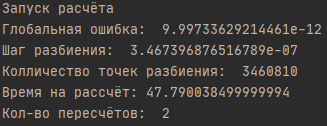 Запуск расчёта
Глобальная ошибка:  9.99733629214461e-12
Шаг разбиения:  3.467396876516789e-07
Колличество точек разбиения:  3460810
Время на рассчёт: 47.790038499999994
Кол-во пересчётов:  2